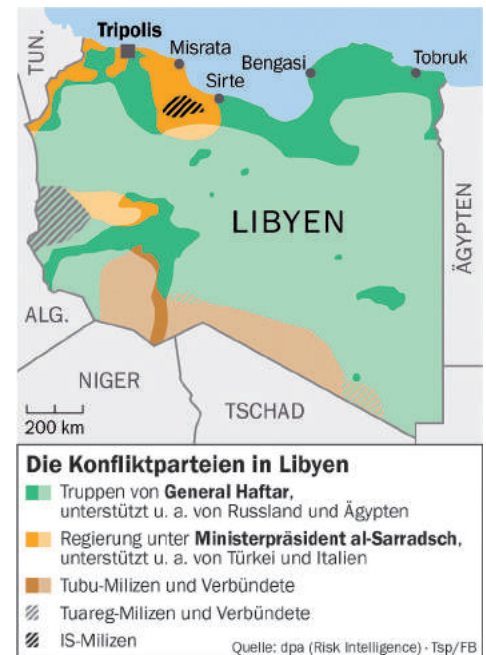 TUN.
Tripolis
Misrata
Sirte
Bengasi
Tobruk
LIBYEN
ÄGYPTEN
ALG.
NIGER
TSCHAD
200 km
Die Konfliktparteien in Libyen
Truppen von General Haftar,
unterstützt u. a. von Russland und Ägypten
Regierung unter Ministerpräsident al-Sarradsch,
unterstützt u. a. von Türkei und Italien
Tubu-Milizen und Verbündete
Tuareg-Milizen und Verbündete
IS-Milizen
Quelle: dpa (Risk Intelligence) · Tsp/FB